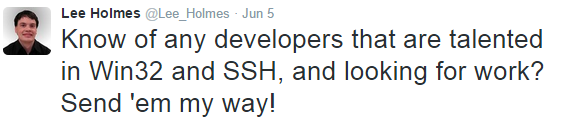 Lee Holmes @Lee_Holmes · Jun 5
Know of any developers that are talented
in Win32 and SSH, and looking for work?
Send 'em my way!